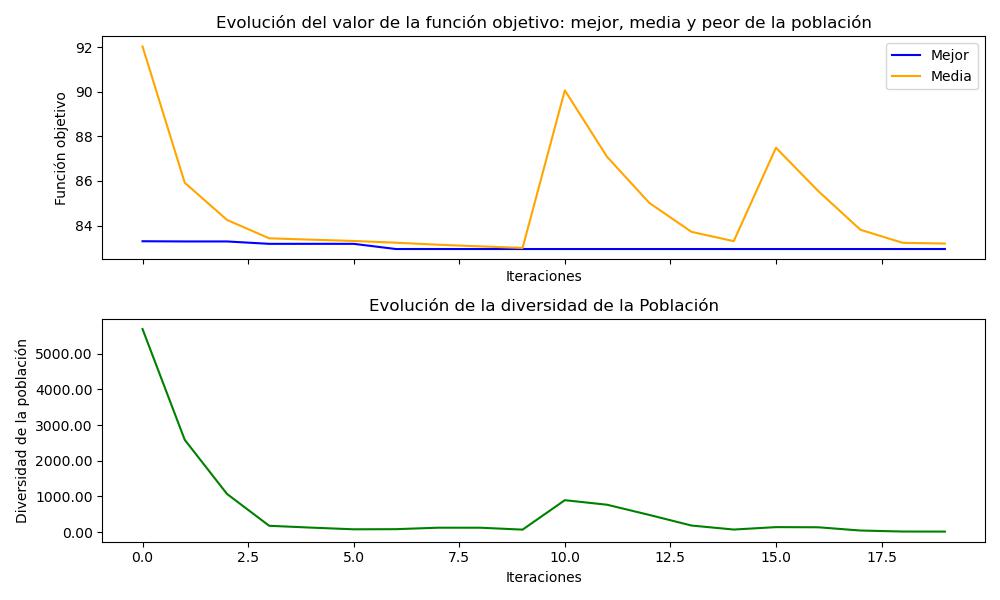 Evolución del valor de la función objetivo: mejor, media y peor de la población
Función objetivo
92
90
88
86
84
Mejor
Media
Iteraciones
Evolución de la diversidad de la Población
Diversidad de la población
5000.00
4000.00
3000.00
2000.00
1000.00
0.00
0.0 2.5 5.0 7.5 10.0 12.5 15.0 17.5
Iteraciones